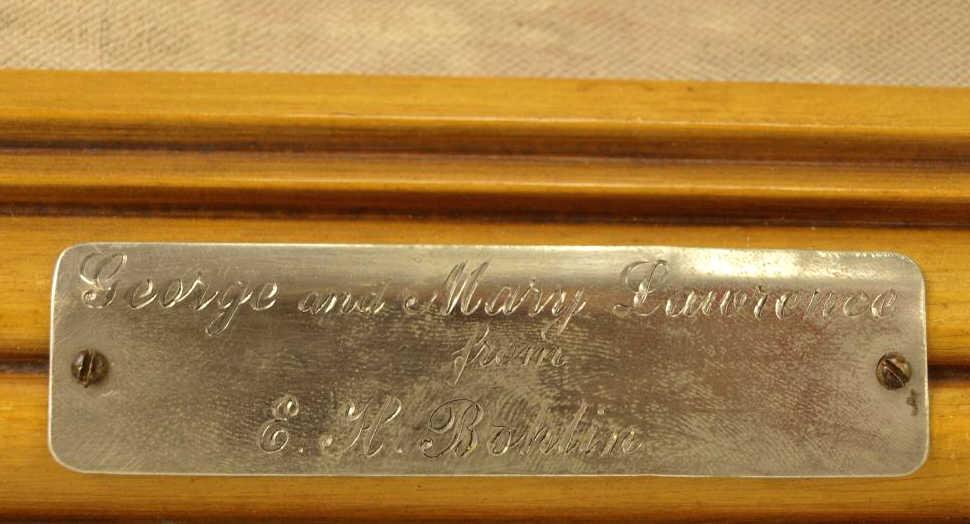 George and Mary Lawrence
from
E. H. Bohlin